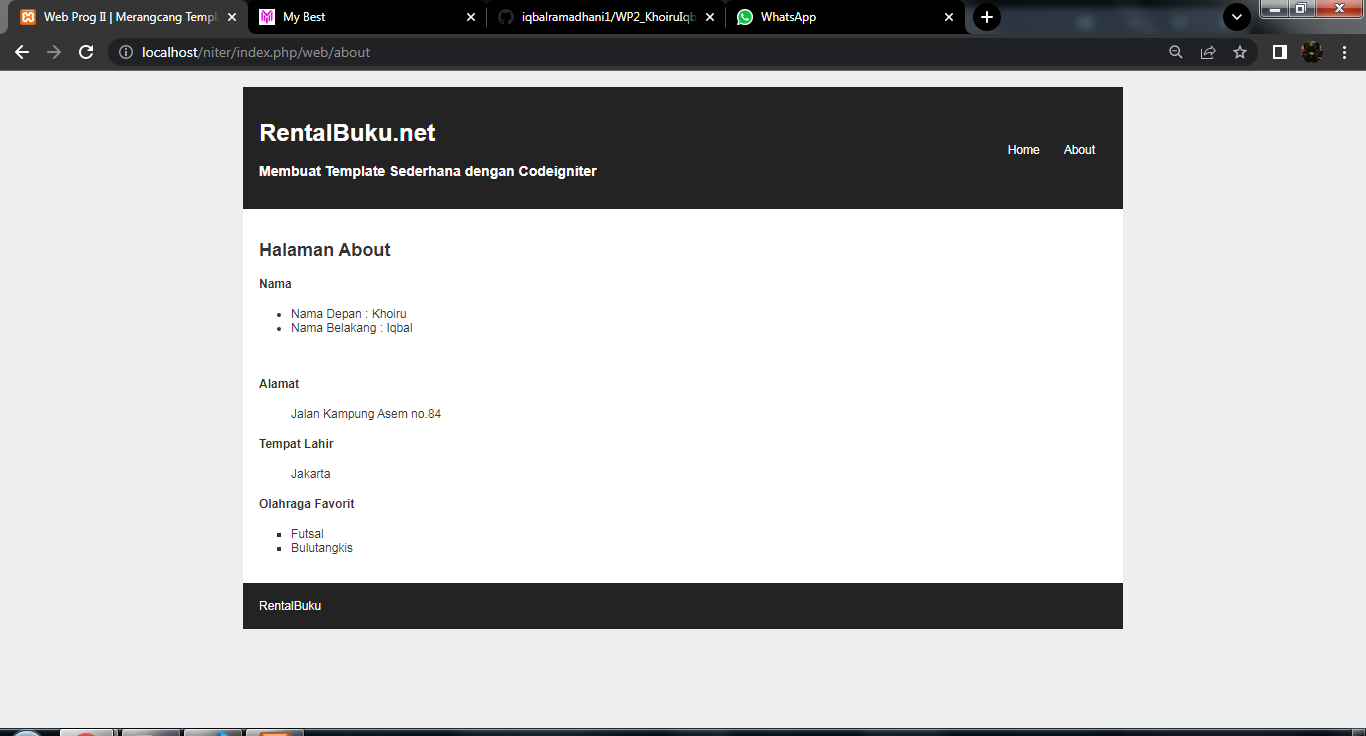 Web Prog II | Merangcang Templ
My Best
iqbalramadhani1/WP2_KhoiruIqb
WhatsApp
localhost/niter/index.php/web/about
RentalBuku.net
Home About
Membuat Template Sederhana dengan Codeigniter
Halaman About
Nama
Nama Depan : Khoiru
Nama Belakang : Iqbal
Alamat
Jalan Kampung Asem no.84
Tempat Lahir
Jakarta
Olahraga Favorit
Futsal
Bulutangkis
RentalBuku